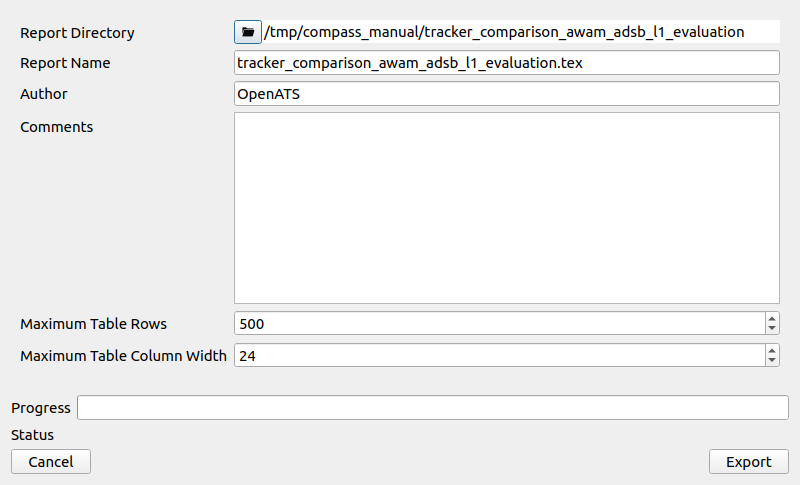 Report Directory /tmp/compass_manual/tracker_comparison_awam_adsb_l1_evaluation
Report Name tracker_comparison_awam_adsb_l1_evaluation.tex
Author OpenATS
Comments
Maximum Table Rows 500
Maximum Table Column Width 24
Progress
Status
Cancel Export